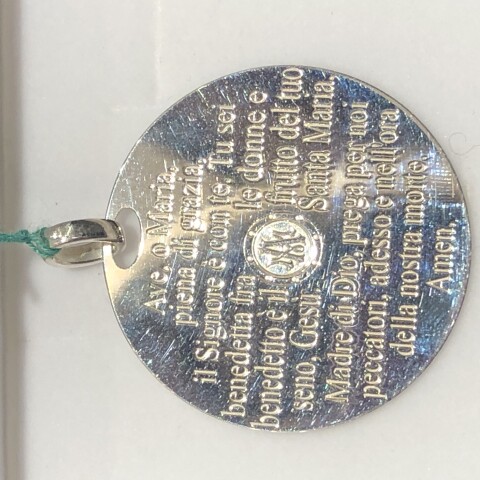 Ave, o Maria,
piena di grazia,
il Signore è con te, Tu sei
benedetta tra le donne e
benedetto è il frutto del tuo
seno, Gesù. Santa Maria,
Madre di Dio, prega per noi
peccatori, adesso e nell'ora
della nostra morte.
Amen.